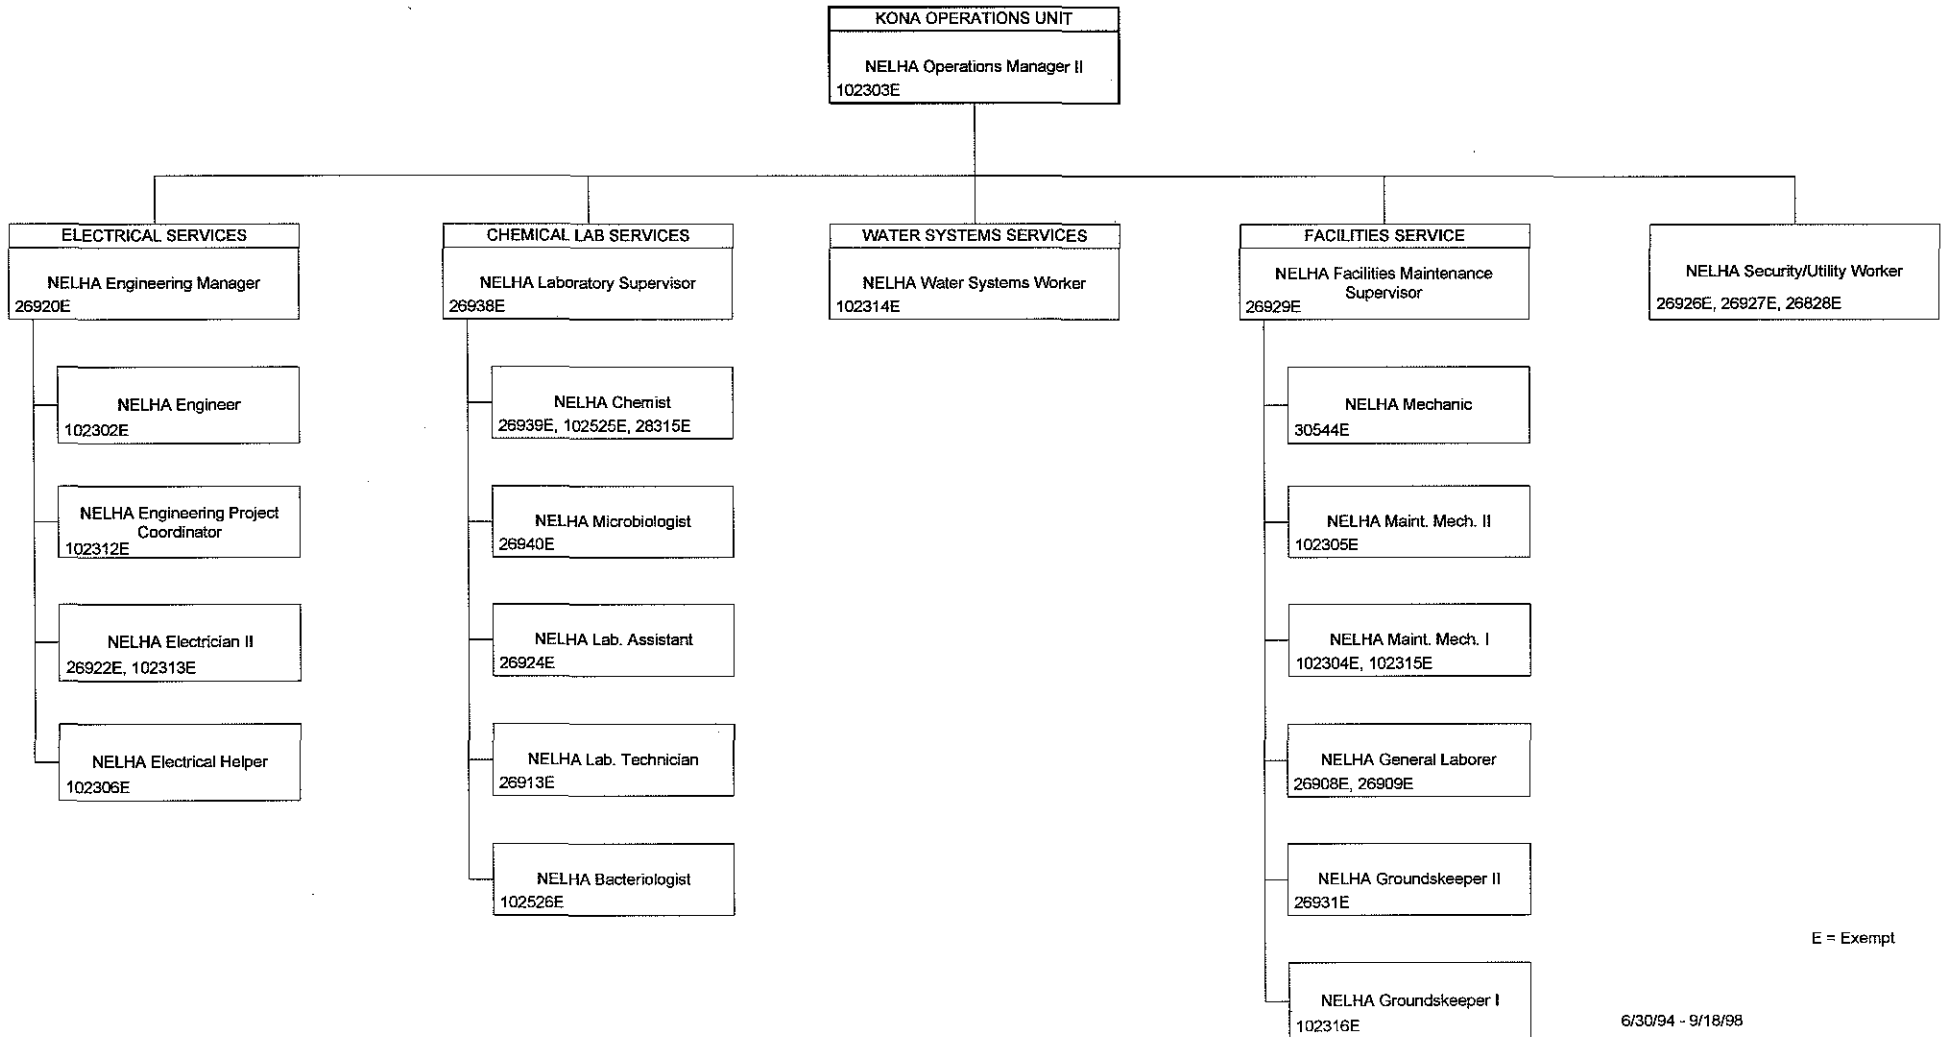 KONA OPERATIONS UNIT
NELHA Operations Manager II
102303E
ELECTRICAL SERVICES
NELHA Engineering Manager
26920E
NELHA Engineer
102302E
NELHA Engineering Project
Coordinator
102312E
NELHA Electrician II
26922E, 102313E
NELHA Electrical Helper
102306E
CHEMICAL LAB SERVICES
NELHA Laboratory Supervisor
26938E
NELHA Chemist
26939E, 102525E, 28315E
NELHA Microbiologist
26940E
NELHA Lab. Assistant
26924E
NELHA Lab. Technician
26913E
NELHA Bacteriologist
102526E
WATER SYSTEMS SERVICES
NELHA Water Systems Worker
102314E
FACILITIES SERVICE
NELHA Facilities Maintenance
Supervisor
26929E
NELHA Mechanic
30544E
NELHA Maint. Mech. II
102305E
NELHA Maint. Mech. I
102304E, 102315E
NELHA General Laborer
26908E, 26909E
NELHA Groundskeeper II
26931E
NELHA Groundskeeper I
102316E
NELHA Security/Utility Worker
26926E, 26927E, 26828E
E = Exempt
6/30/94 - 9/18/98